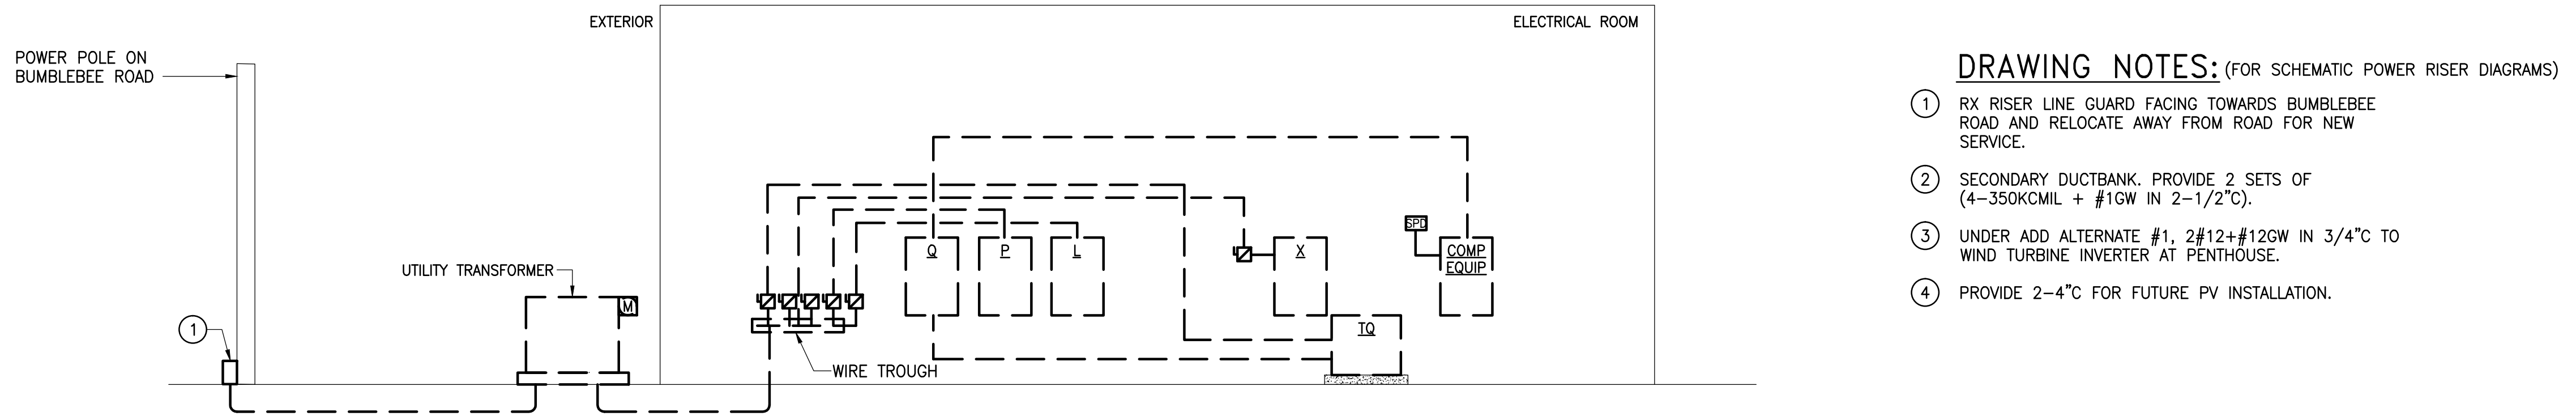 EXTERIOR
ELECTRICAL ROOM
POWER POLE ON
BUMBLEBEE ROAD
UTILITY TRANSFORMER
M
1
WIRE TROUGH
Q
P
L
X
SPD
COMP
EQUIP
TQ
DRAWING NOTES: (FOR SCHEMATIC POWER RISER DIAGRAMS)
1 RX RISER LINE GUARD FACING TOWARDS BUMBLEBEE
ROAD AND RELOCATE AWAY FROM ROAD FOR NEW
SERVICE.
2 SECONDARY DUCTBANK. PROVIDE 2 SETS OF
(4-350KCMIL + #1GW IN 2-1/2"C).
3 UNDER ADD ALTERNATE #1, 2#12+#12GW IN 3/4"C TO
WIND TURBINE INVERTER AT PENTHOUSE.
4 PROVIDE 2-4"C FOR FUTURE PV INSTALLATION.